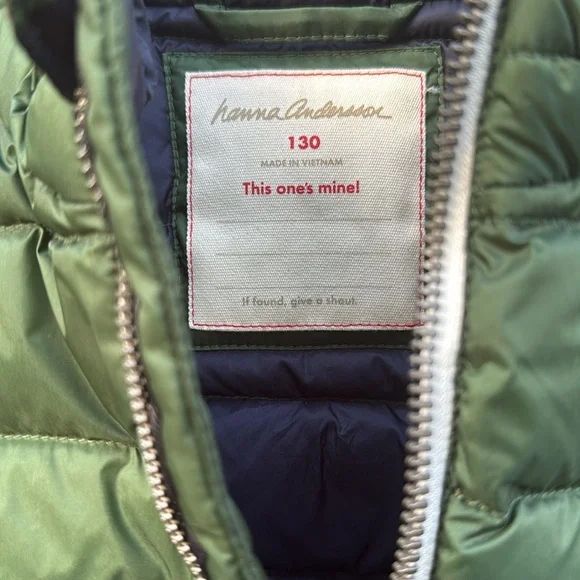 hanna Andersson
130
MADE IN VIETNAM
This one's mine!
If found, give a shout.